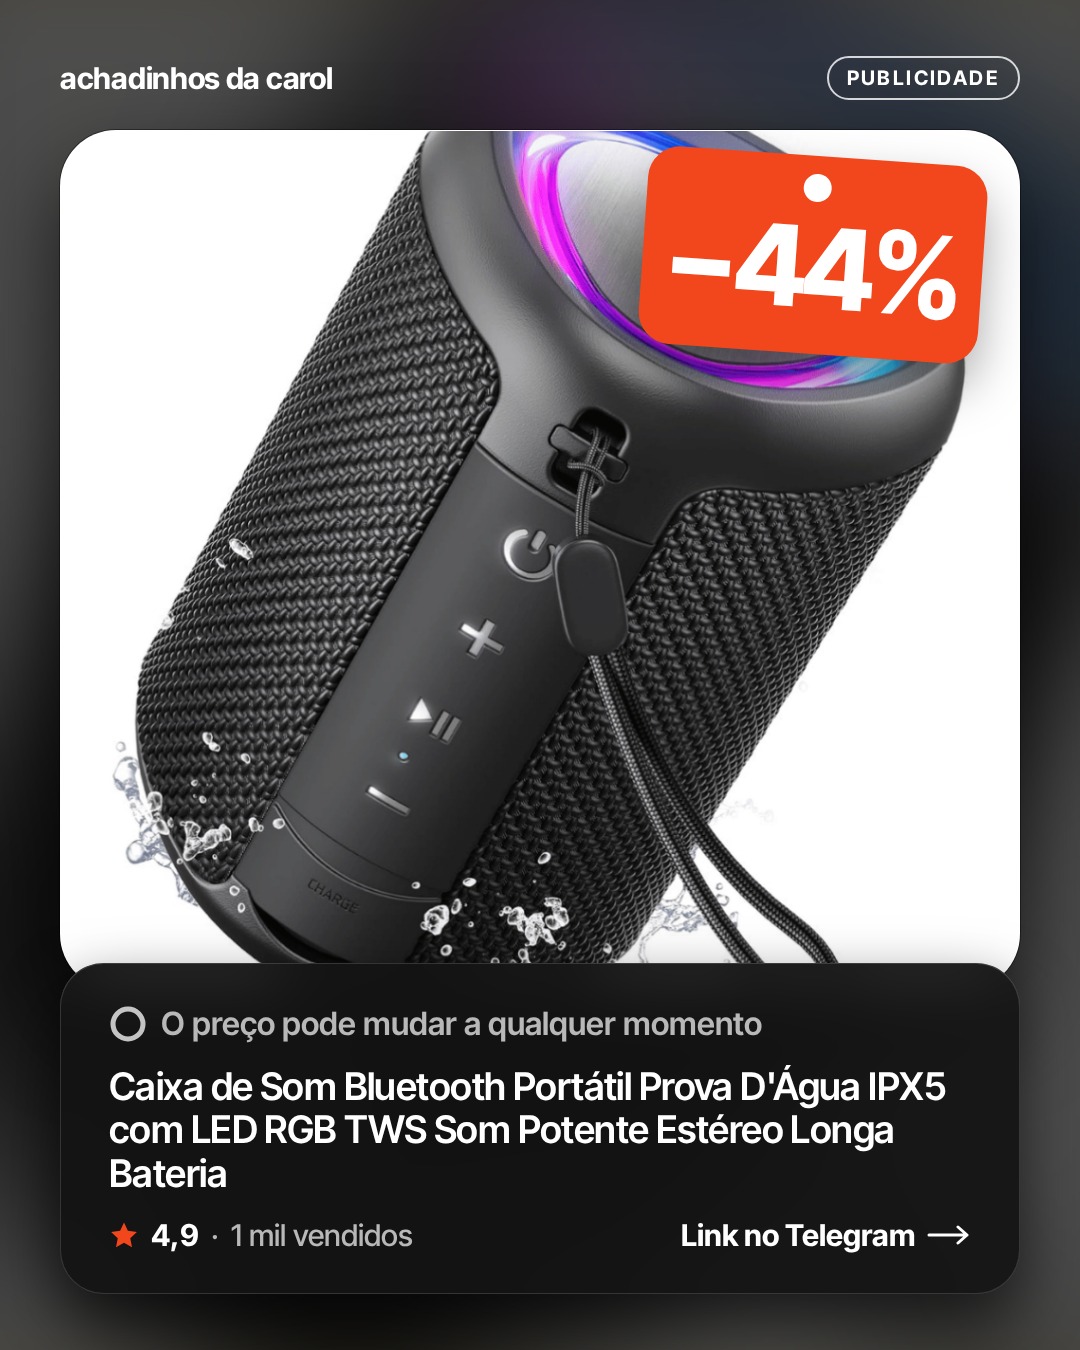 achadinhos da carol
PUBLICIDADE
–44%
CHARGE
O preço pode mudar a qualquer momento
Caixa de Som Bluetooth Portátil Prova D'Água IPX5
com LED RGB TWS Som Potente Estéreo Longa
Bateria
4,9 · 1 mil vendidos
Link no Telegram →